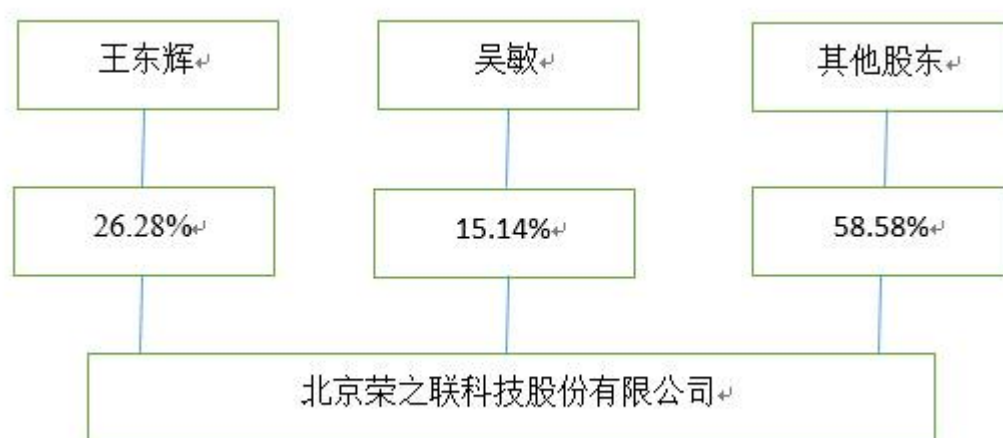 王东辉
吴敏
其他股东
26.28%
15.14%
58.58%
北京荣之联科技股份有限公司